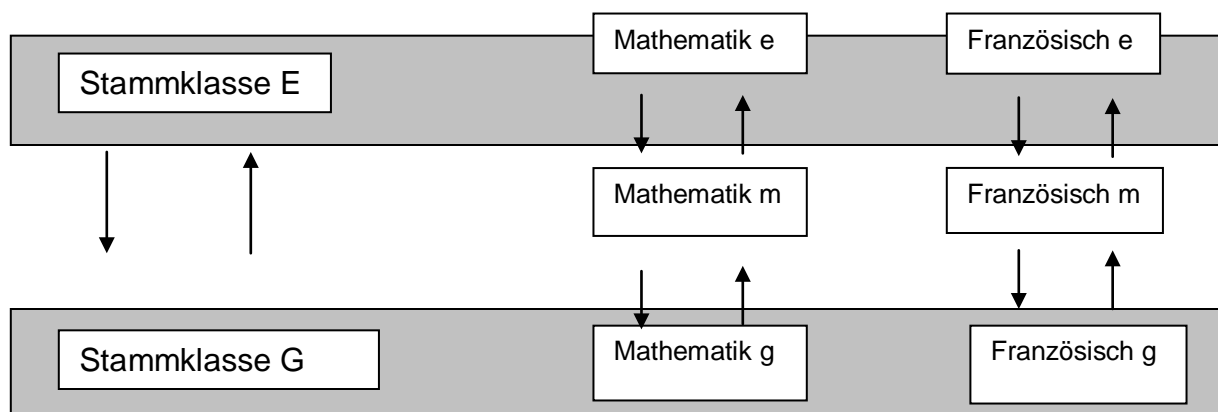 Mathematik e
Französisch e
Stammklasse E
Mathematik m
Französisch m
Stammklasse G
Mathematik g
Französisch g